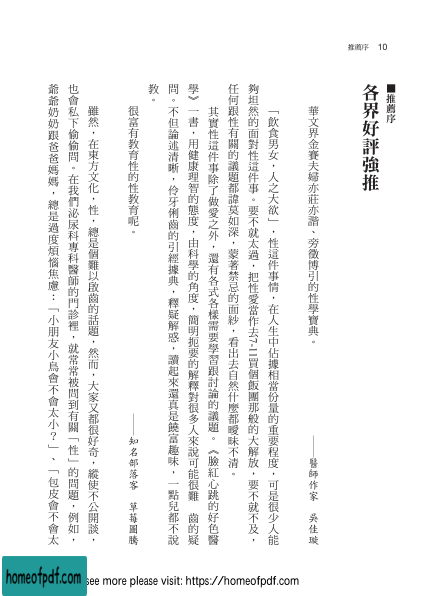 推薦序 10
■推薦序
各界好評強推
華文界金賽夫婦亦莊亦諧、旁徵博引的性學寶典。
——醫師作家 吳佳璇
「飲食男女，人之大欲」，性這件事情，在人生中佔據相當份量的重要程度，可是很少人能
夠坦然的面對性這件事。要不就太過，把性愛當作去7-11買個飯團那般的大解放，要不就不及，
任何跟性有關的議題都諱莫如深，蒙著禁忌的面紗，看出去自然什麼都曖昧不清。
其實性這件事除了做愛之外，還有各式各樣需要學習跟討論的議題。《臉紅心跳的好色醫
學》一書，用健康理智的態度，由科學的角度，簡明扼要的解釋對很多人來說可能很難 齒的疑
問。不但論述清晰，伶牙俐齒的引經據典，釋疑解惑，讀起來還真是饒富趣味，一點兒都不說
教。
很富有教育性的性教育呢。
——知名部落客 草莓圖騰
雖然，在東方文化，性，總是個難以啟齒的話題，然而，大家又都很好奇，縱使不公開談，
也會私下偷偷問。在我們泌尿科專科醫師的門診裡，就常常被問到有關「性」的問題，例如，
爺爺奶奶跟爸爸媽媽，總是過度煩惱焦慮：「小朋友小鳥會不會太小？」、「包皮會不會太
homeofpdf.com
see more please visit: https://homeofpdf.com